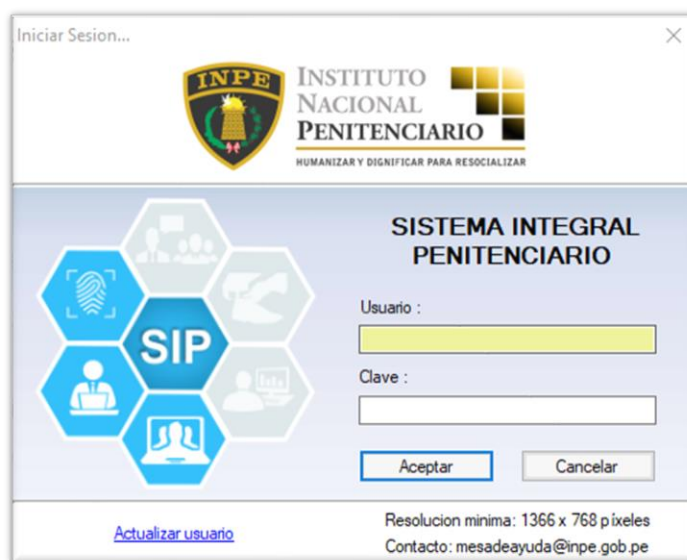 Iniciar Sesion...
INPE
INSTITUTO
NACIONAL
PENITENCIARIO
HUMANIZAR Y DIGNIFICAR PARA RESOCIALIZAR
SIP
SISTEMA INTEGRAL
PENITENCIARIO
Usuario :
Clave :
Aceptar Cancelar
Actualizar usuario
Resolucion minima: 1366 x 768 píxeles
Contacto: mesadeayuda@inpe.gob.pe